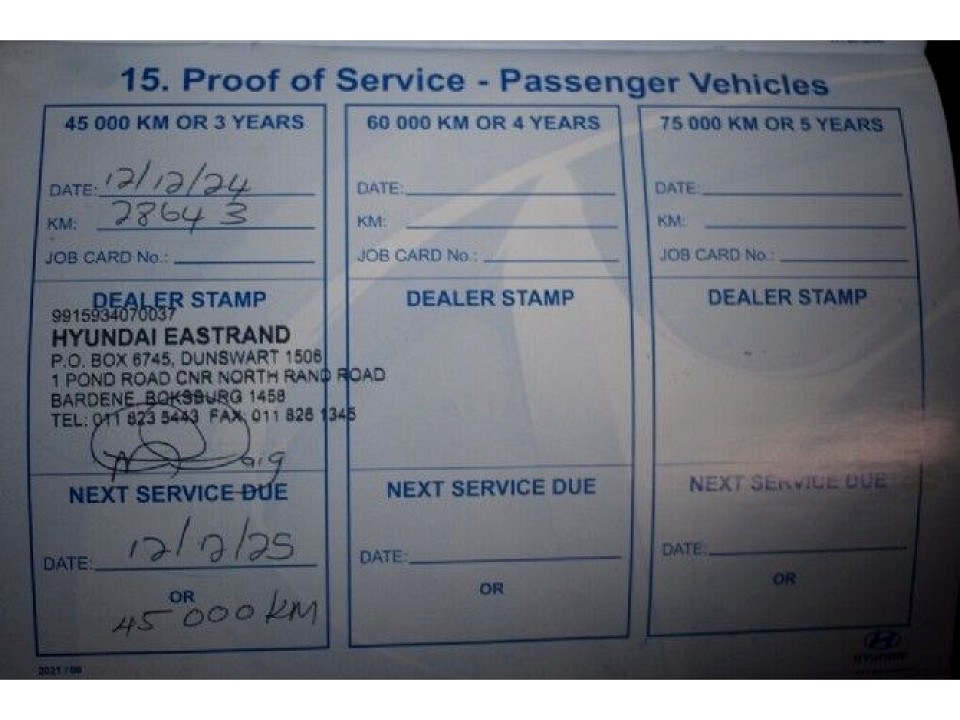 15. Proof of Service - Passenger Vehicles
45 000 KM OR 3 YEARS
DATE: 12/12/24
KM: 28643
JOB CARD No.:
DEALER STAMP
9915934070037
HYUNDAI EASTRAND
P.O. BOX 6745, DUNSWART 1508
1 POND ROAD CNR NORTH RAND ROAD
BARDENE, BOKSBURG 1458
TEL: 011 823 5443 FAX: 011 826 1345
NEXT SERVICE DUE
DATE: 12/12/25
OR
45 000 KM
60 000 KM OR 4 YEARS
DATE:
KM:
JOB CARD No.:
DEALER STAMP
NEXT SERVICE DUE
DATE:
OR
75 000 KM OR 5 YEARS
DATE:
KM:
JOB CARD No.:
DEALER STAMP
NEXT SERVICE DUE
DATE:
OR
HYUNDAI
2021 / 06